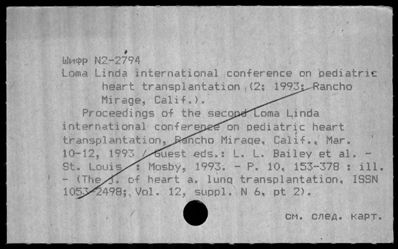 Шифр N2-2794
Loma Linda international conference on pediatric
heart transplantation (2; 1993; Rancho
Mirage, Calif.).
Proceedings of the second Loma Linda
international conference on pediatric heart
transplantation, Rancho Mirage, Calif., Mar.
10-12, 1993 / Guest eds.: L. L. Bailey et al. -
St. Louis : Mosby, 1993. - P. 10, 153-378 : ill.
- (The J. of heart a. lung transplantation, ISSN
1053-2498; Vol. 12, suppl. N 6, pt 2).
см. след. карт.